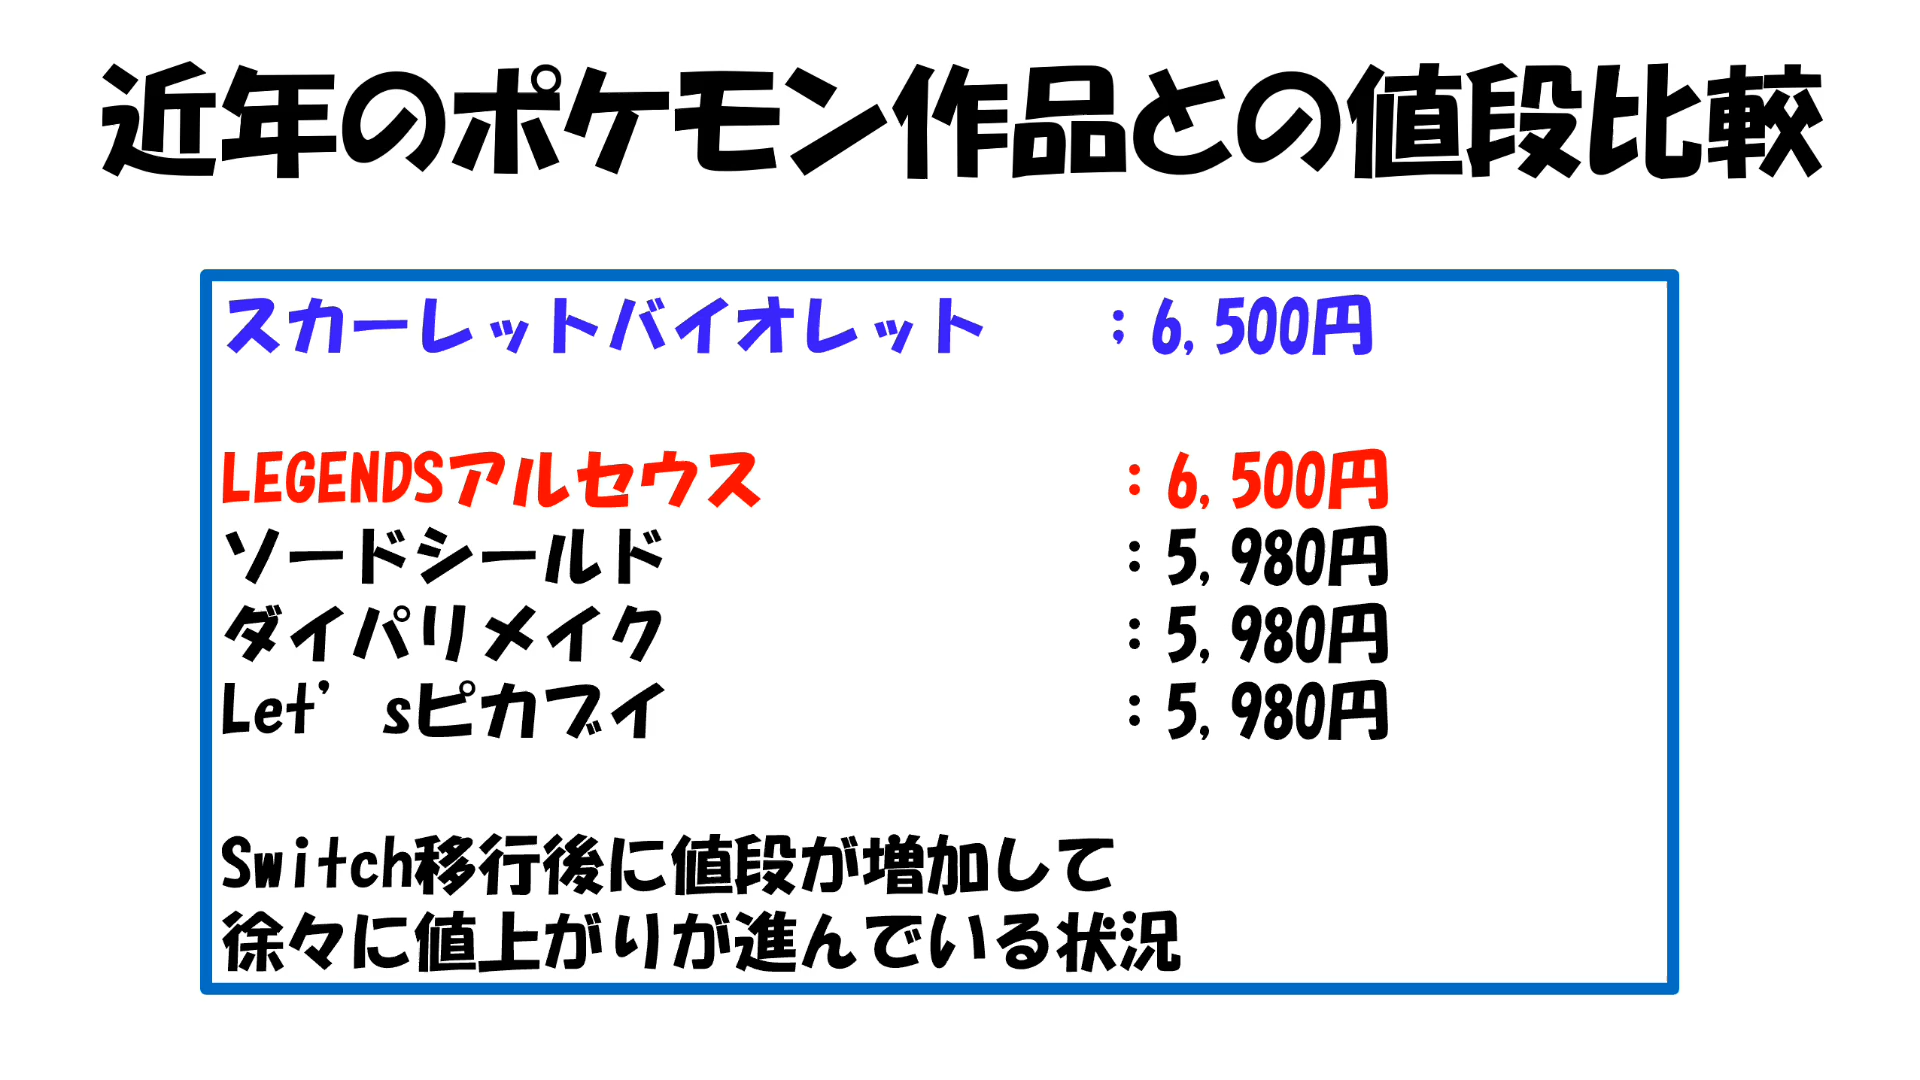 近年のポケモン作品との値段比較
スカーレットバイオレット ；6,500円
LEGENDSアルセウス ：6,500円
ソードシールド ：5,980円
ダイパリメイク ：5,980円
Let’sピカブイ ：5,980円
Switch移行後に値段が増加して
徐々に値上がりが進んでいる状況